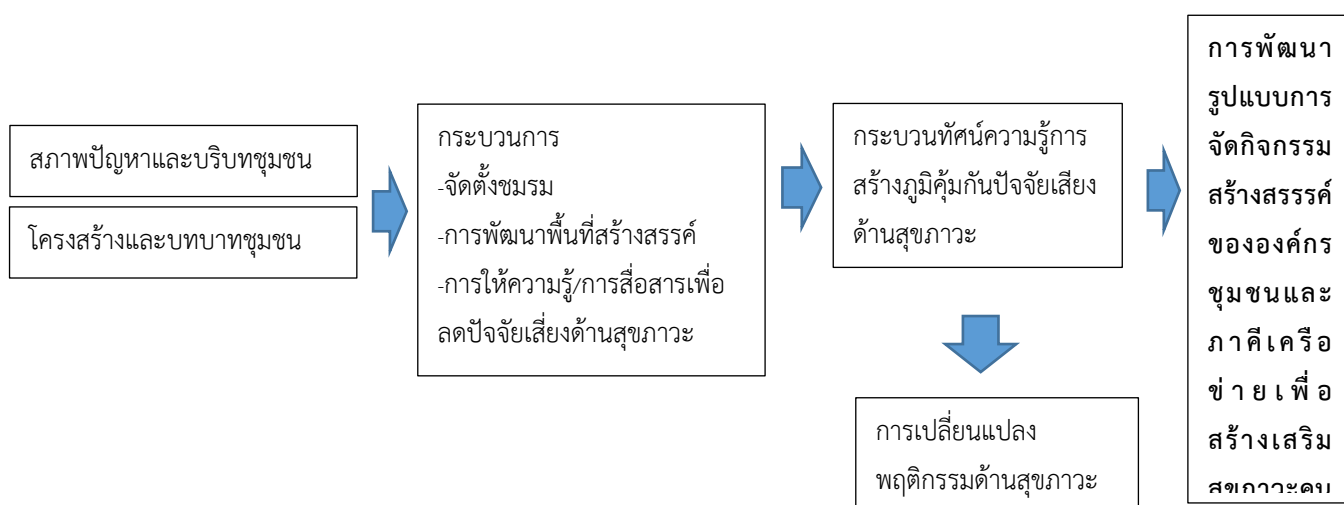 สภาพปัญหาและบริบทชุมชน
โครงสร้างและบทบาทชุมชน
กระบวนการ
-จัดตั้งชมรม
-การพัฒนาพื้นที่สร้างสรรค์
-การให้ความรู้/การสื่อสารเพื่อ
ลดปัจจัยเสี่ยงด้านสุขภาวะ
กระบวนทัศน์ความรู้การ
สร้างภูมิคุ้มกันปัจจัยเสียง
ด้านสุขภาวะ
การเปลี่ยนแปลง
พฤติกรรมด้านสุขภาวะ
การพัฒนา
รูปแบบการ
จัดกิจกรรม
สร้างสรรรค์
ขององค์กร
ชุมชนและ
ภาคีเครือ
ข่ายเพื่อ
สร้างเสริม